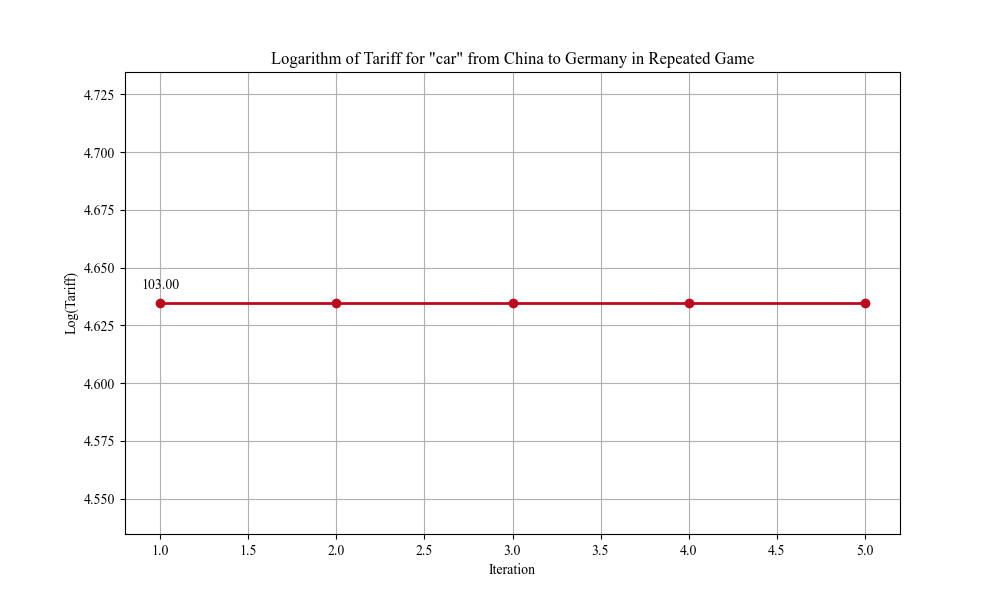 Logarithm of Tariff for "car" from China to Germany in Repeated Game
4.725
4.700
4.675
4.650
4.625
4.600
4.575
4.550
Log(Tariff)
103.00
1.0 1.5 2.0 2.5 3.0 3.5 4.0 4.5 5.0
Iteration